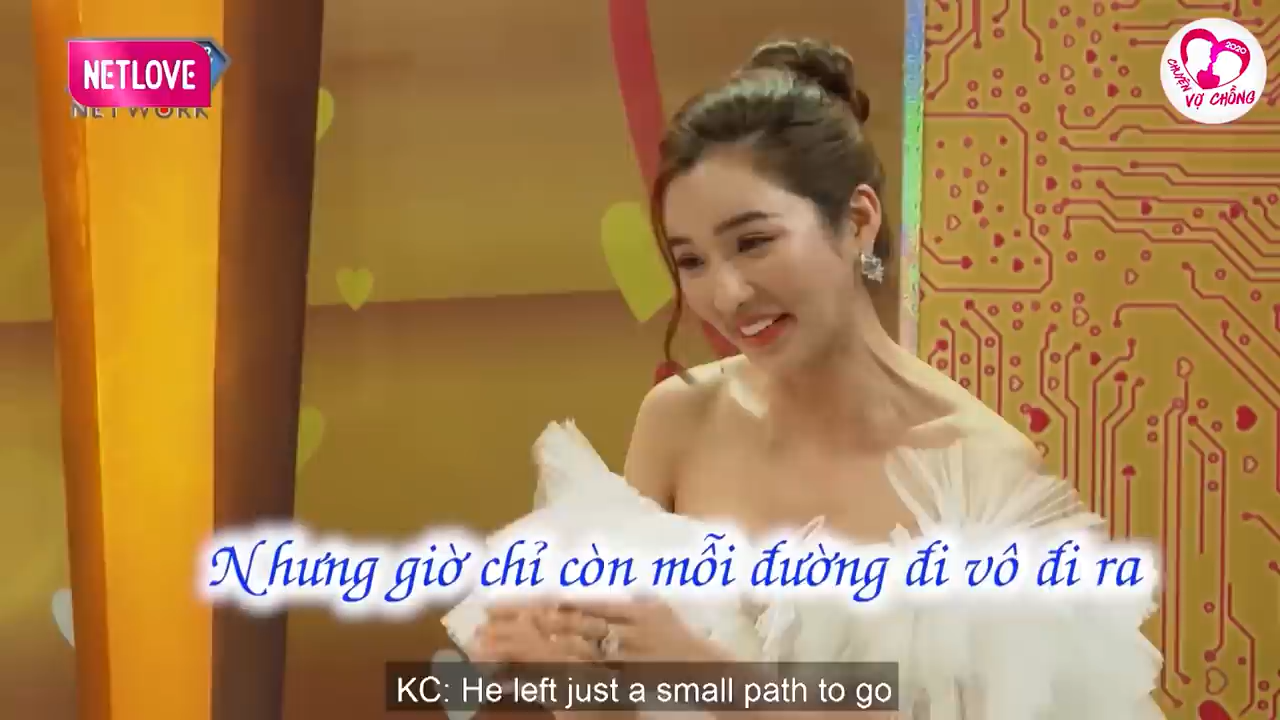 NETLOVE
NETWORK
2020
CHUYỆN
VỢ CHỒNG
Nhưng giờ chỉ còn mỗi đường đi vô đi ra
KC: He left just a small path to go